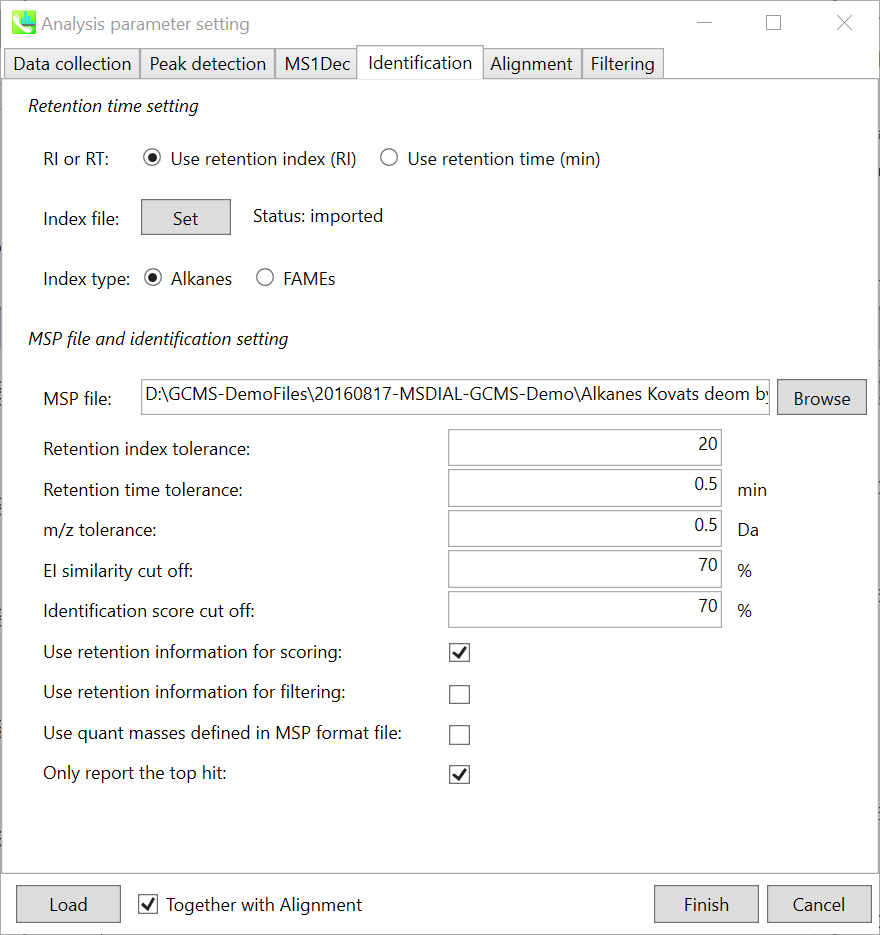 Analysis parameter setting
Data collection Peak detection MS1Dec Identification Alignment Filtering
Retention time setting
RI or RT: Use retention index (RI) Use retention time (min)
Index file: Set Status: imported
Index type: Alkanes FAMEs
MSP file and identification setting
MSP file: D:\GCMS-DemoFiles\20160817-MSDIAL-GCMS-Demo\Alkanes Kovats deom by Browse
Retention index tolerance: 20
Retention time tolerance: 0.5 min
m/z tolerance: 0.5 Da
EI similarity cut off: 70 %
Identification score cut off: 70 %
Use retention information for scoring:
Use retention information for filtering:
Use quant masses defined in MSP format file:
Only report the top hit:
Load Together with Alignment Finish Cancel